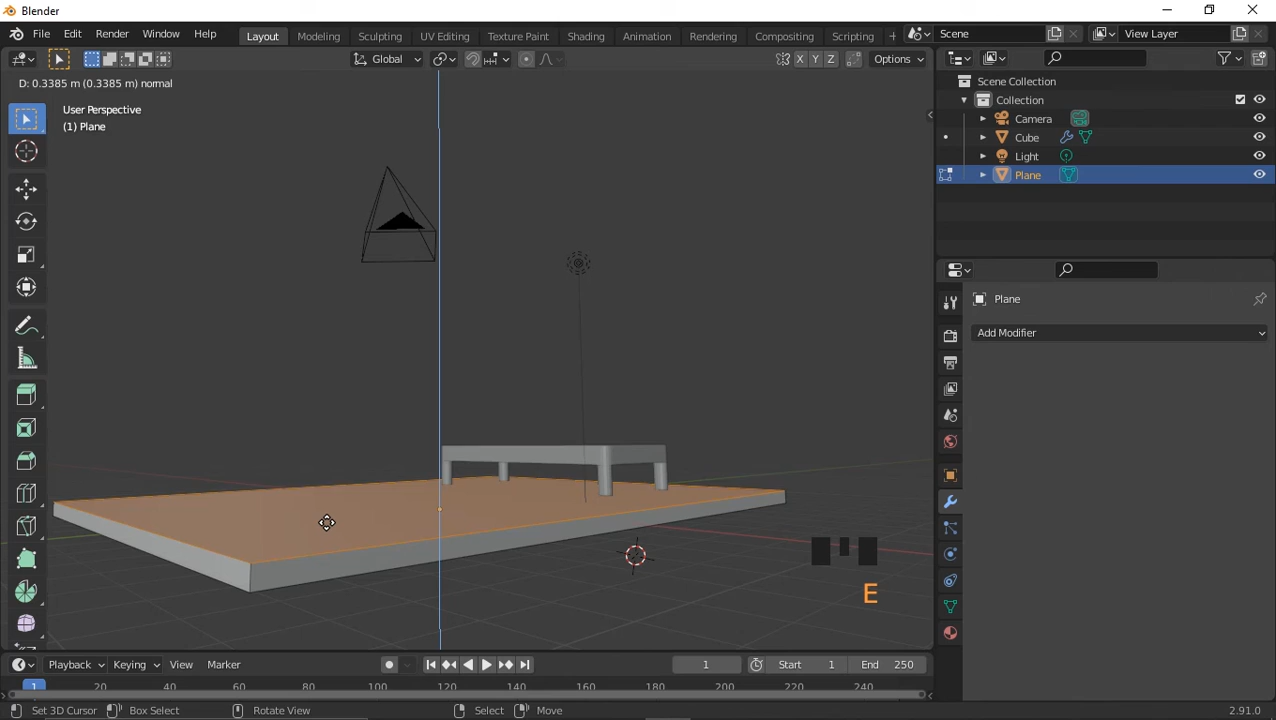 Blender
File Edit Render Window Help
Layout Modeling Sculpting UV Editing Texture Paint Shading Animation Rendering Compositing Scripting +
Scene
View Layer
Global
X Y Z
Options
D: 0.3385 m (0.3385 m) normal
User Perspective
(1) Plane
Scene Collection
Collection
Camera
Cube
Light
Plane
Plane
Add Modifier
E
Playback Keying View Marker
1
Start 1
End 250
1 20 40 60 80 100 120 140 160 180 200 220 240
Set 3D Cursor Box Select Rotate View Select Move
2.91.0